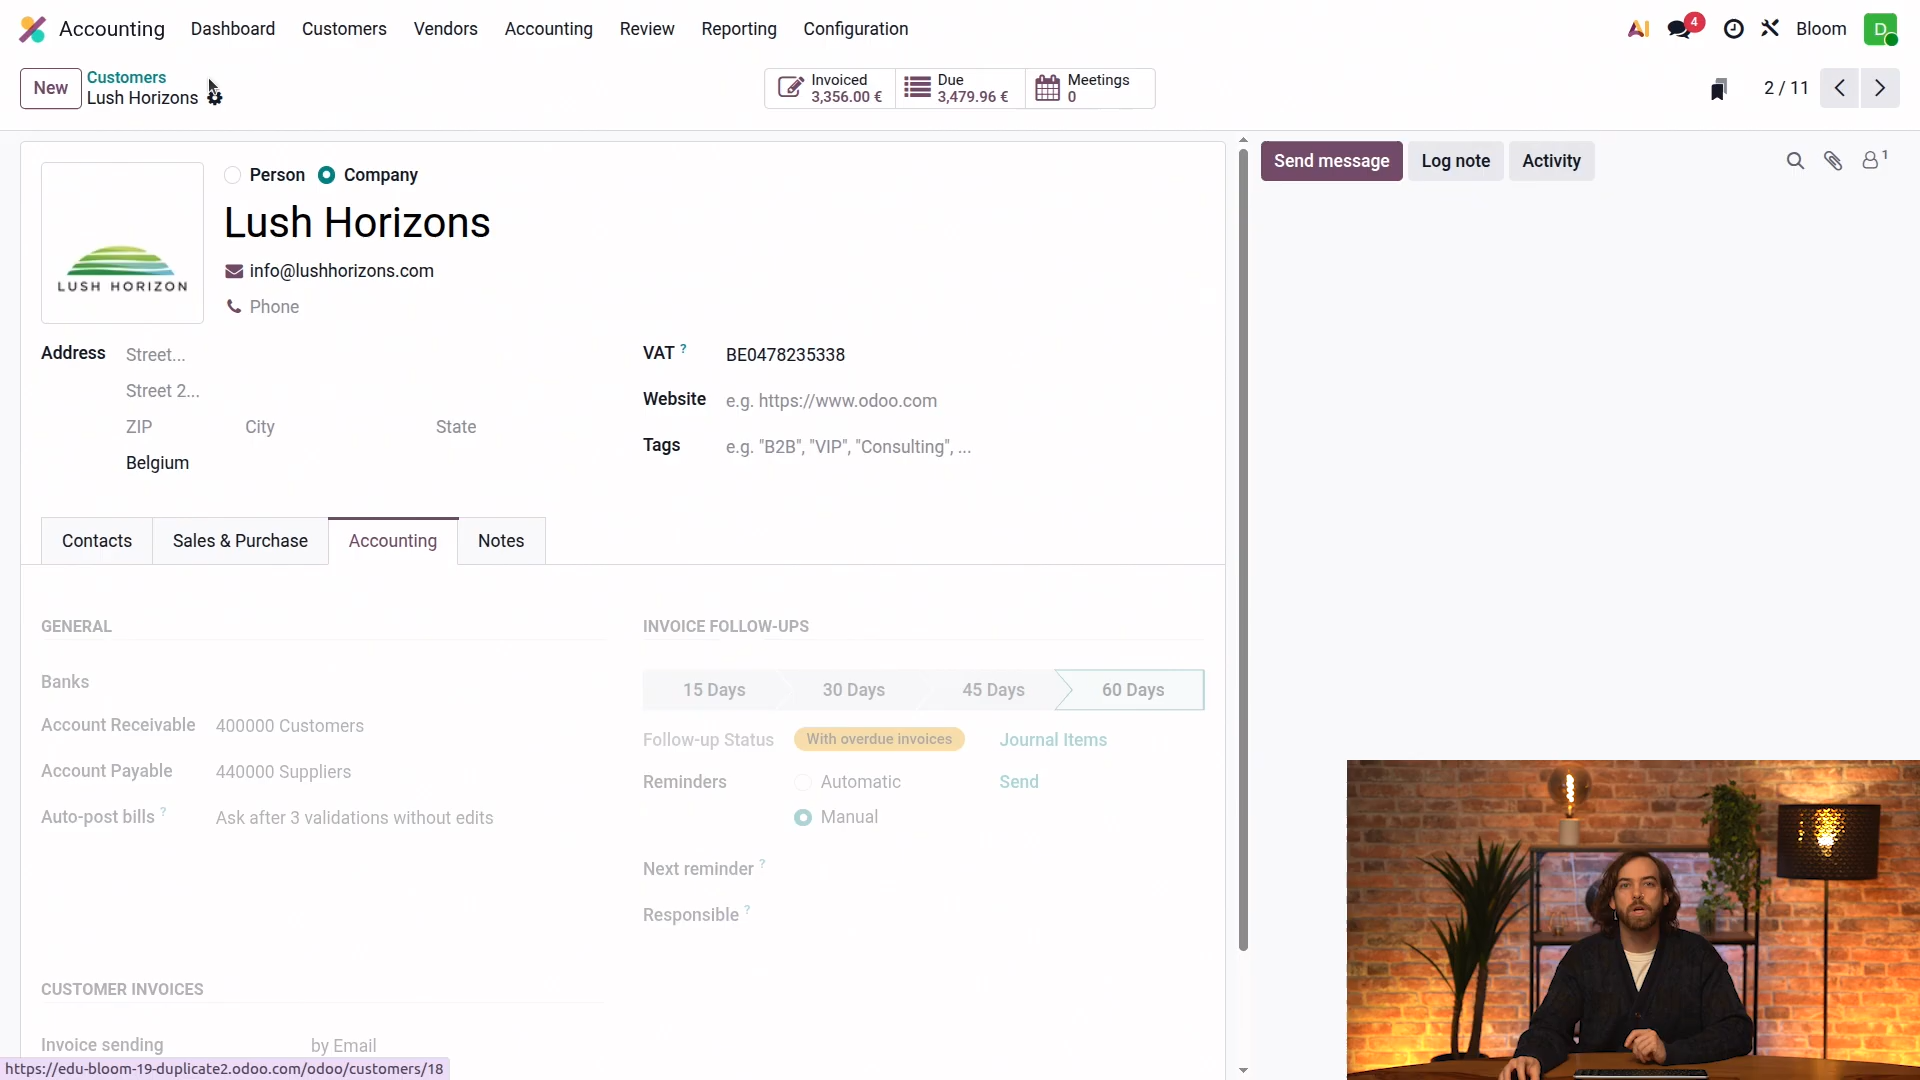 Accounting Dashboard Customers Vendors Accounting Review Reporting Configuration AI 4 Bloom D
New
Customers
Lush Horizons
Invoiced
3,356.00 €
Due
3,479.96 €
Meetings
0
2 / 11
Person Company
Send message Log note Activity 1
LUSH HORIZON
Lush Horizons
info@lushhorizons.com
Phone
Address Street...
Street 2...
ZIP City State
Belgium
VAT ? BE0478235338
Website e.g. https://www.odoo.com
Tags e.g. "B2B", "VIP", "Consulting", ...
Contacts Sales & Purchase Accounting Notes
GENERAL
Banks
Account Receivable 400000 Customers
Account Payable 440000 Suppliers
Auto-post bills ? Ask after 3 validations without edits
INVOICE FOLLOW-UPS
15 Days 30 Days 45 Days 60 Days
Follow-up Status With overdue invoices Journal Items
Reminders Automatic Send
Manual
Next reminder ?
Responsible ?
CUSTOMER INVOICES
Invoice sending by Email
https://edu-bloom-19-duplicate2.odoo.com/odoo/customers/18